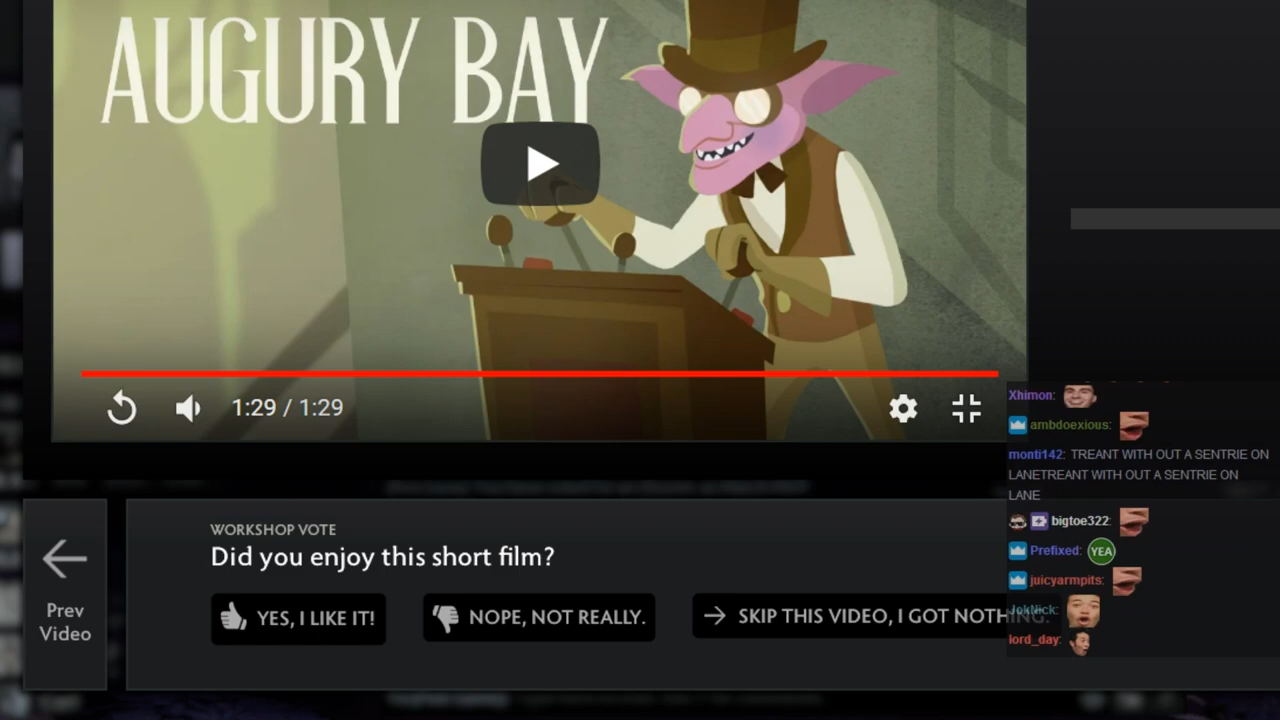 AUGURY BAY
1:29 / 1:29
Xhimon:
ambdoexious:
monti142: TREANT WITH OUT A SENTRIE ON
LANETREANT WITH OUT A SENTRIE ON
LANE
bigtoe322:
Prefixed: YEA
juicyarmpits:
JokNick:
lord_day:
Prev
Video
WORKSHOP VOTE
Did you enjoy this short film?
YES, I LIKE IT!
NOPE, NOT REALLY.
SKIP THIS VIDEO, I GOT NOTHING.